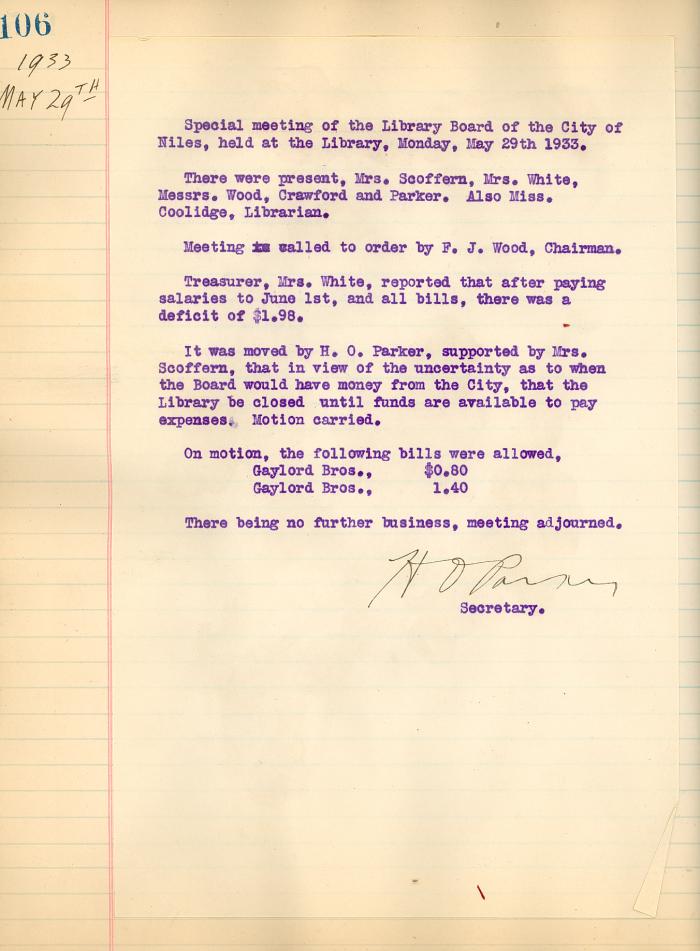 106
1933
MAY 29TH
Special meeting of the Library Board of the City of
Niles, held at the Library, Monday, May 29th 1933.
There were present, Mrs. Scoffern, Mrs. White,
Messrs. Wood, Crawford and Parker. Also Miss.
Coolidge, Librarian.
Meeting called to order by F. J. Wood, Chairman.
Treasurer, Mrs. White, reported that after paying
salaries to June 1st, and all bills, there was a
deficit of $1.98.
It was moved by H. O. Parker, supported by Mrs.
Scoffern, that in view of the uncertainty as to when
the Board would have money from the City, that the
Library be closed until funds are available to pay
expenses. Motion carried.
On motion, the following bills were allowed,
Gaylord Bros., $0.80
Gaylord Bros., 1.40
There being no further business, meeting adjourned.
H O Parker
Secretary.